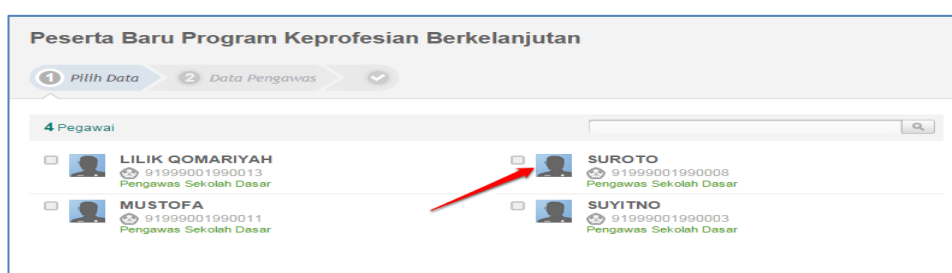 Peserta Baru Program Keprofesian Berkelanjutan
1 Pilih Data 2 Data Pengawas
4 Pegawai
LILIK QOMARIYAH
91999001990013
Pengawas Sekolah Dasar
SUROTO
91999001990008
Pengawas Sekolah Dasar
MUSTOFA
91999001990011
Pengawas Sekolah Dasar
SUYITNO
91999001990003
Pengawas Sekolah Dasar